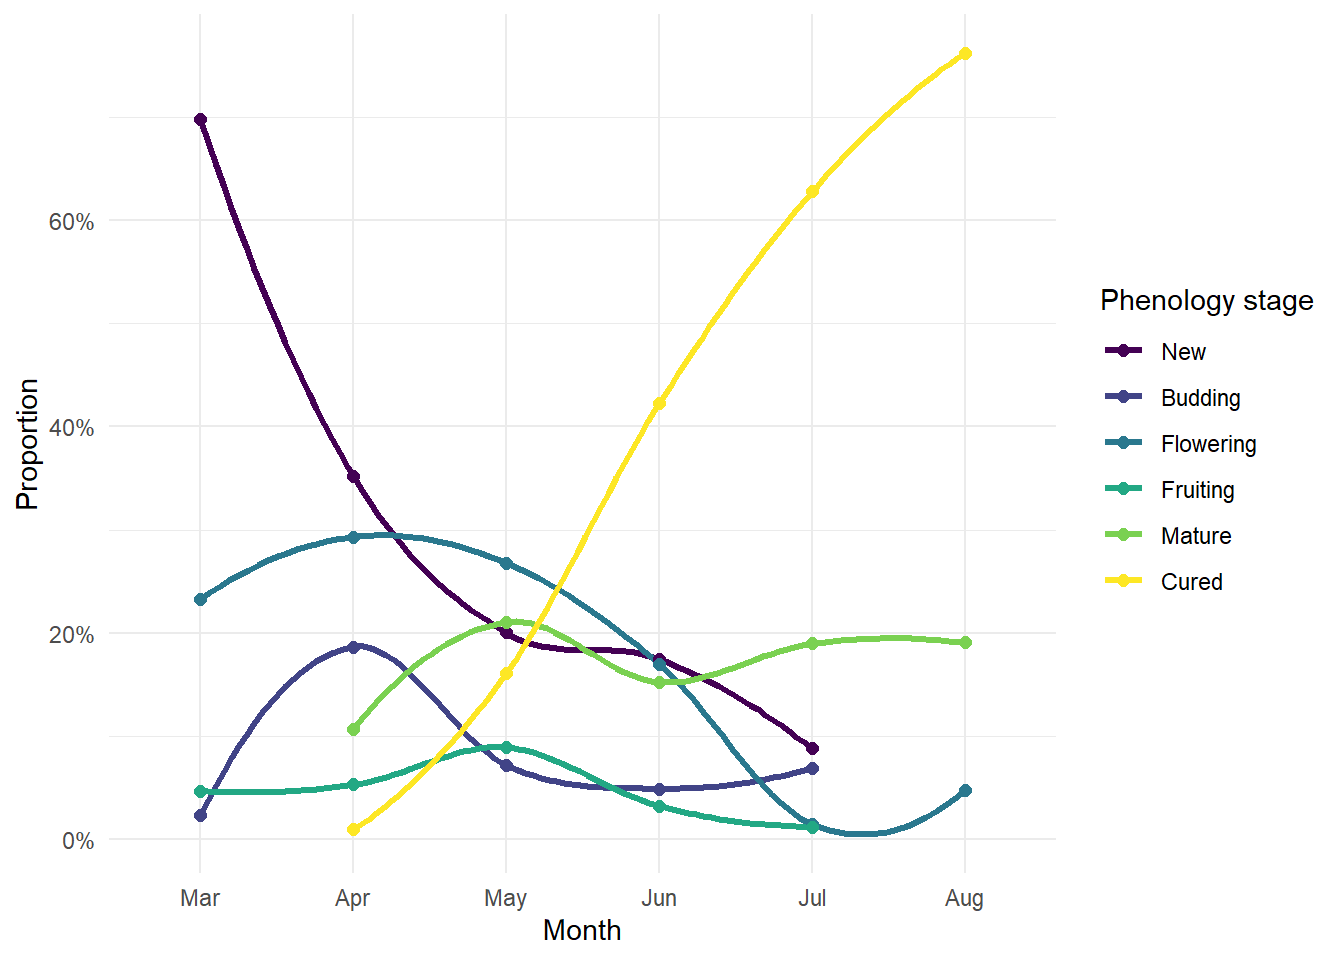 Proportion
60%
40%
20%
0%
Mar Apr May Jun Jul Aug
Month
Phenology stage
New
Budding
Flowering
Fruiting
Mature
Cured